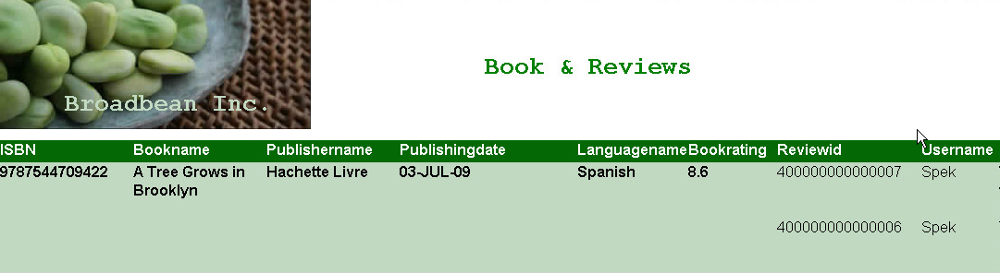 Book & Reviews
Broadbean Inc.
ISBN Bookname Publishername Publishingdate Languagename Bookrating Reviewid Username
9787544709422 A Tree Grows in Hachette Livre 03-JUL-09 Spanish 8.6 400000000000007 Spek
Brooklyn
400000000000006 Spek